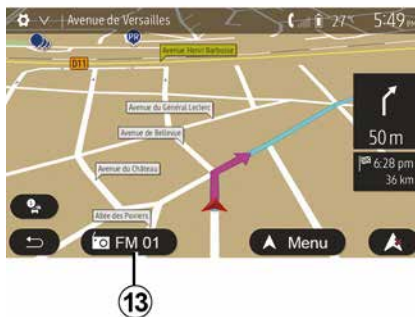 Avenue de Versailles
27°
5:49 PM
PR
Avenue Henri Barbusse
D11
Avenue du Général Leclerc
Avenue de Bellevue
50 m
Avenue du Château
6:28 pm
36 km
Allée des Poiriers
FM 01
Menu
13